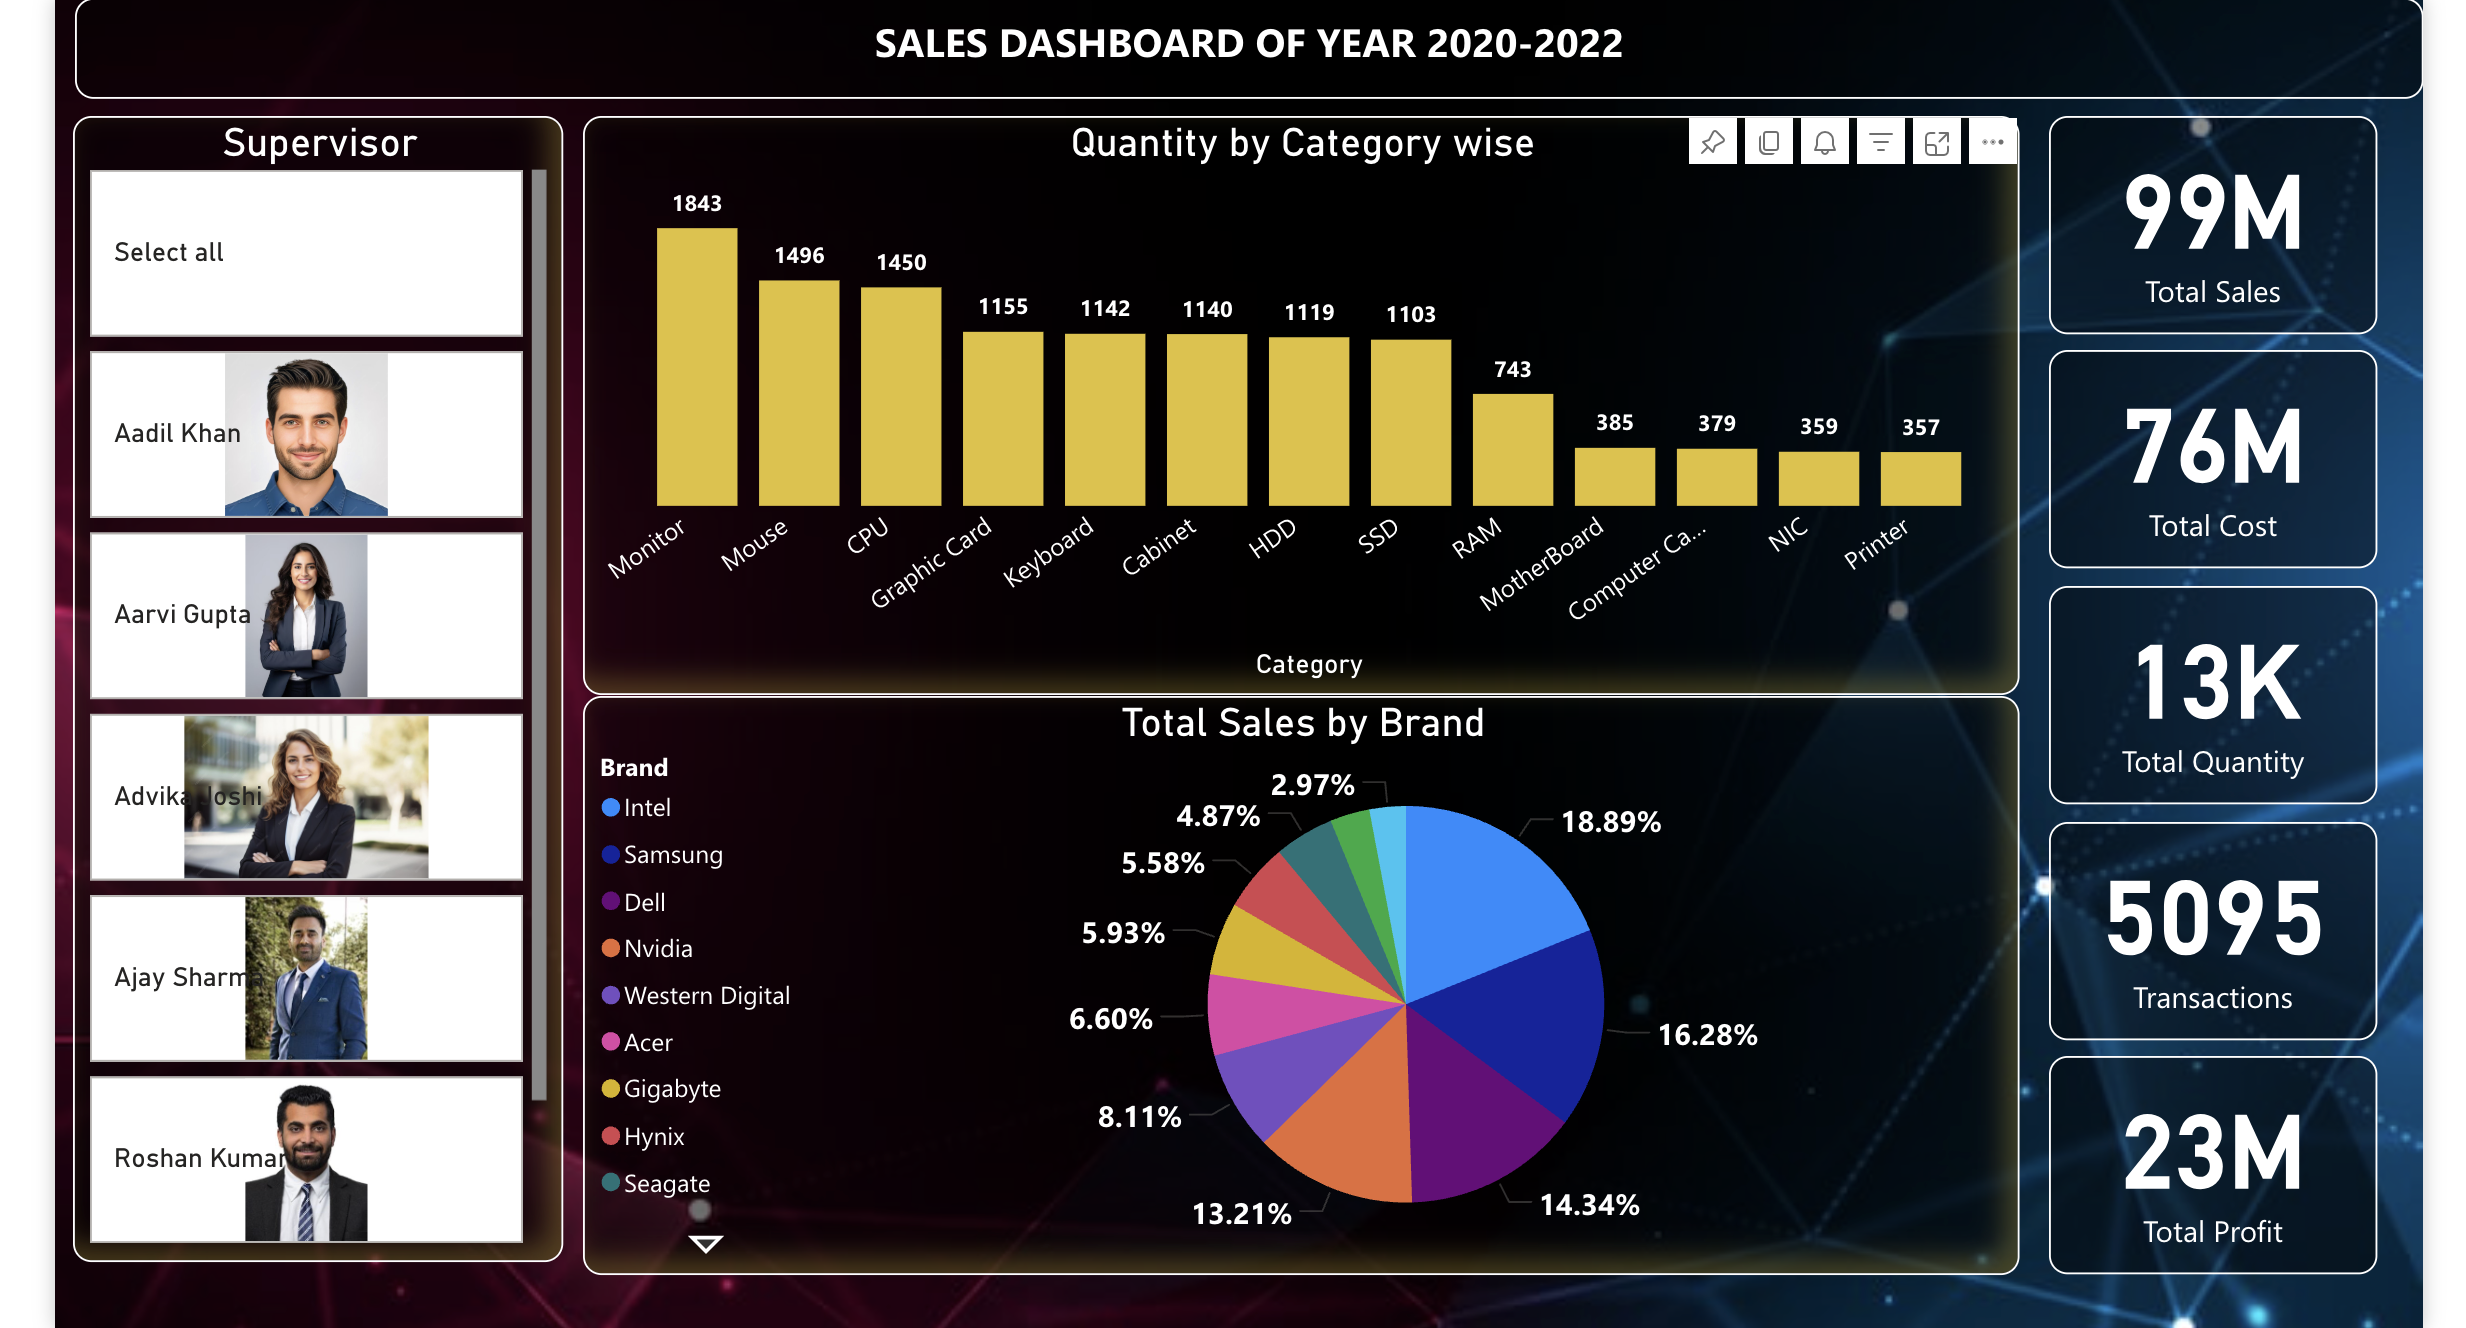 SALES DASHBOARD OF YEAR 2020-2022
Supervisor
Select all
Aadil Khan
Aarvi Gupta
Advika Joshi
Ajay Sharma
Roshan Kumar
Quantity by Category wise
1843
1496
1450
1155
1142
1140
1119
1103
743
385
379
359
357
Monitor
Mouse
CPU
Graphic Card
Keyboard
Cabinet
HDD
SSD
RAM
MotherBoard
Computer Ca...
NIC
Printer
Category
Total Sales by Brand
Brand
Intel
Samsung
Dell
Nvidia
Western Digital
Acer
Gigabyte
Hynix
Seagate
18.89%
16.28%
14.34%
13.21%
8.11%
6.60%
5.93%
5.58%
4.87%
2.97%
99M
Total Sales
76M
Total Cost
13K
Total Quantity
5095
Transactions
23M
Total Profit